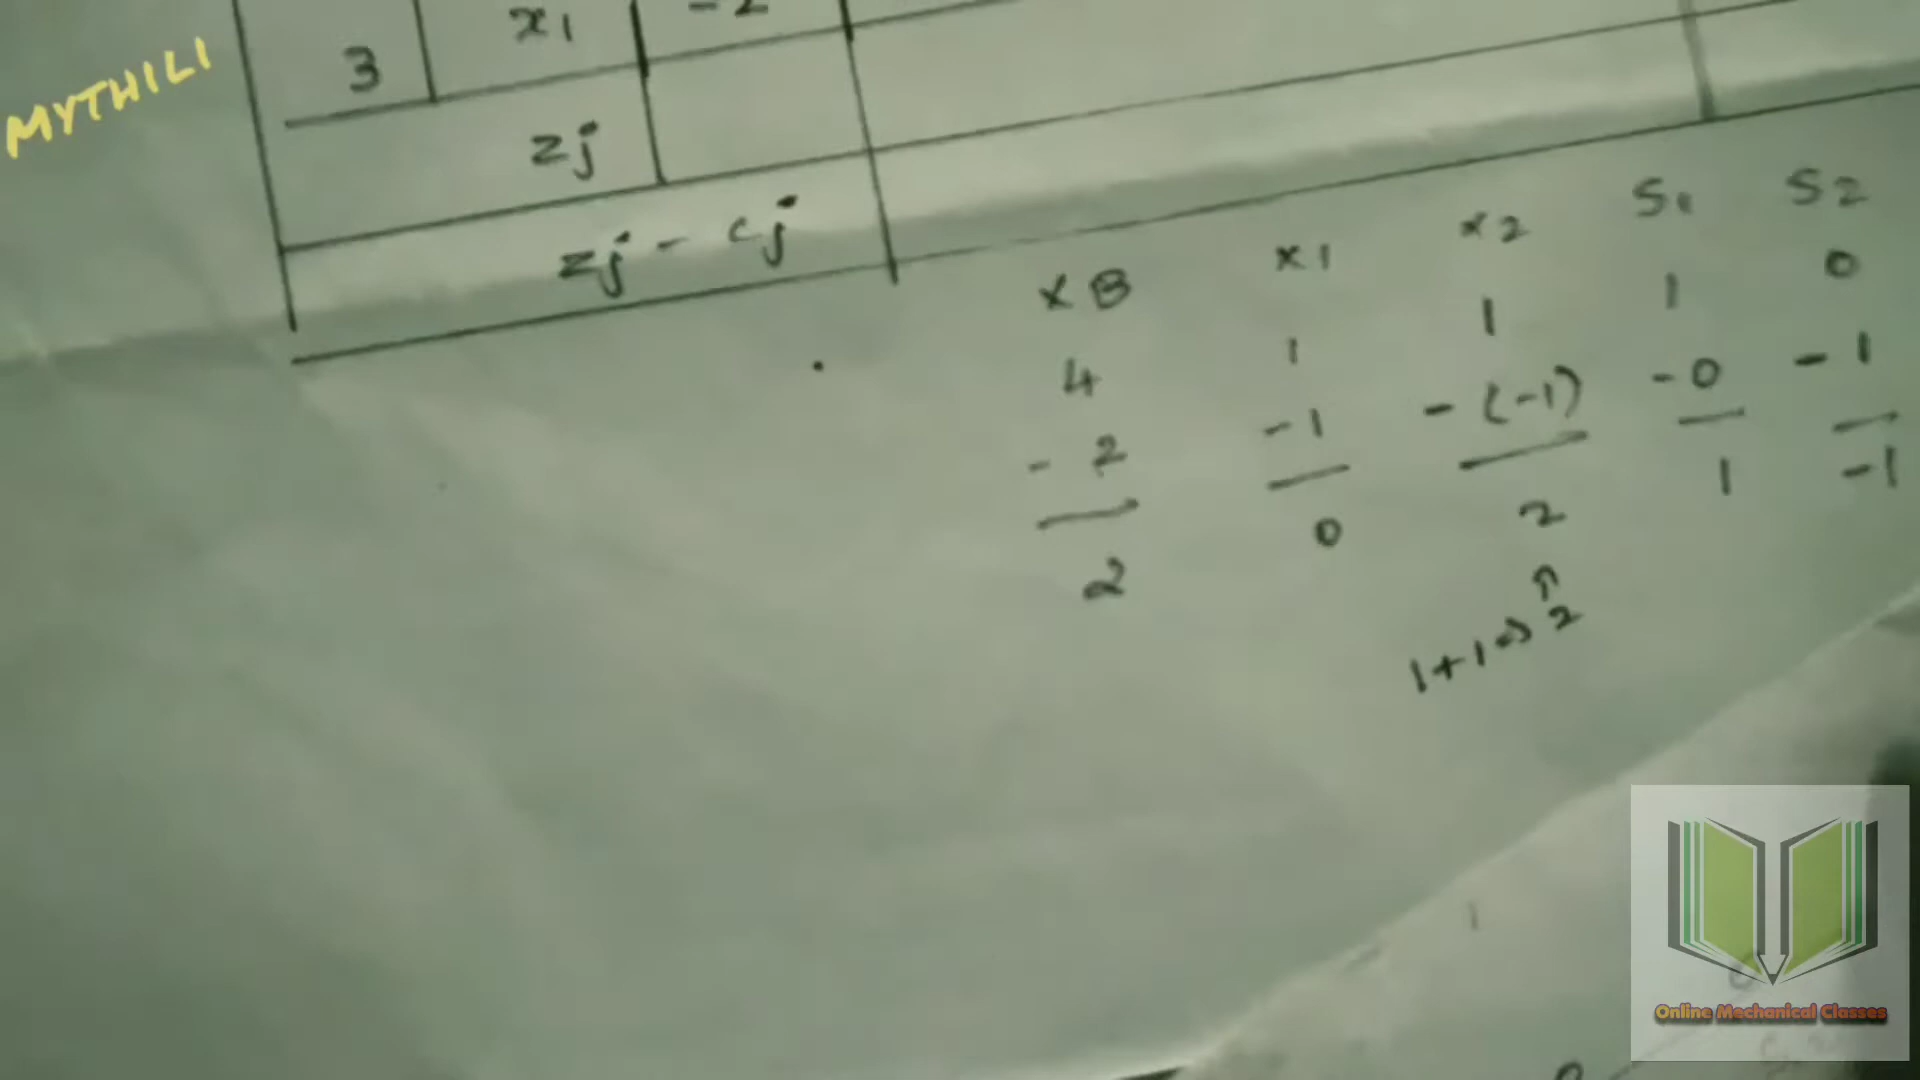 MYTHILI
3 x1 -2
zj
zj - cj
XB x1 x2 S1 S2
4 1 1 1 0
- 2 -1 - (-1) -0 -1
2 0 2 1 -1
1+1⇒2
Online Mechanical Classes